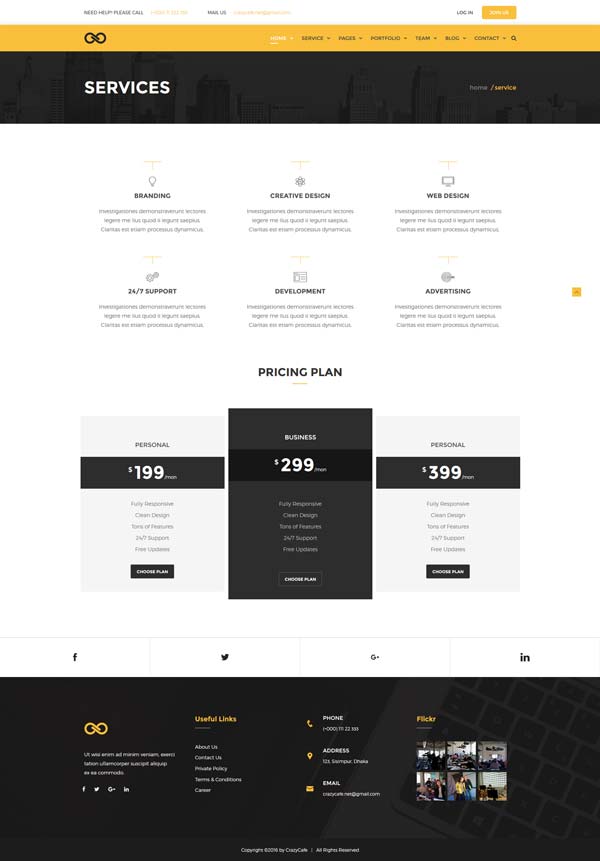 NEED HELP? PLEASE CALL
MAIL US crazycafe.net@gmail.com
LOG IN
JOIN US
HOME SERVICE PAGES PORTFOLIO TEAM BLOG CONTACT
SERVICES
home / service
BRANDING
Investigationes demonstraverunt lectores
legere me lius quod ii legunt saepius.
Claritas est etiam processus dynamicus.
CREATIVE DESIGN
Investigationes demonstraverunt lectores
legere me lius quod ii legunt saepius.
Claritas est etiam processus dynamicus.
WEB DESIGN
Investigationes demonstraverunt lectores
legere me lius quod ii legunt saepius.
Claritas est etiam processus dynamicus.
24/7 SUPPORT
Investigationes demonstraverunt lectores
legere me lius quod ii legunt saepius.
Claritas est etiam processus dynamicus.
DEVELOPMENT
Investigationes demonstraverunt lectores
legere me lius quod ii legunt saepius.
Claritas est etiam processus dynamicus.
ADVERTISING
Investigationes demonstraverunt lectores
legere me lius quod ii legunt saepius.
Claritas est etiam processus dynamicus.
PRICING PLAN
PERSONAL
$199/mon
Fully Responsive
Clean Design
Tons of Features
24/7 Support
Free Updates
CHOOSE PLAN
BUSINESS
$299/mon
Fully Responsive
Clean Design
Tons of Features
24/7 Support
Free Updates
CHOOSE PLAN
PERSONAL
$399/mon
Fully Responsive
Clean Design
Tons of Features
24/7 Support
Free Updates
CHOOSE PLAN
Ut wisi enim ad minim veniam, exerci
tation ullamcorper suscipit aliquip
ex ea commodo.
Useful Links
About Us
Contact Us
Private Policy
Terms & Conditions
Career
PHONE
(+000) 111 22 333
ADDRESS
123, Sisimpur, Dhaka
EMAIL
crazycafe.net@gmail.com
Flickr
Copyright ©2016 by CrazyCafe | All Rights Reserved